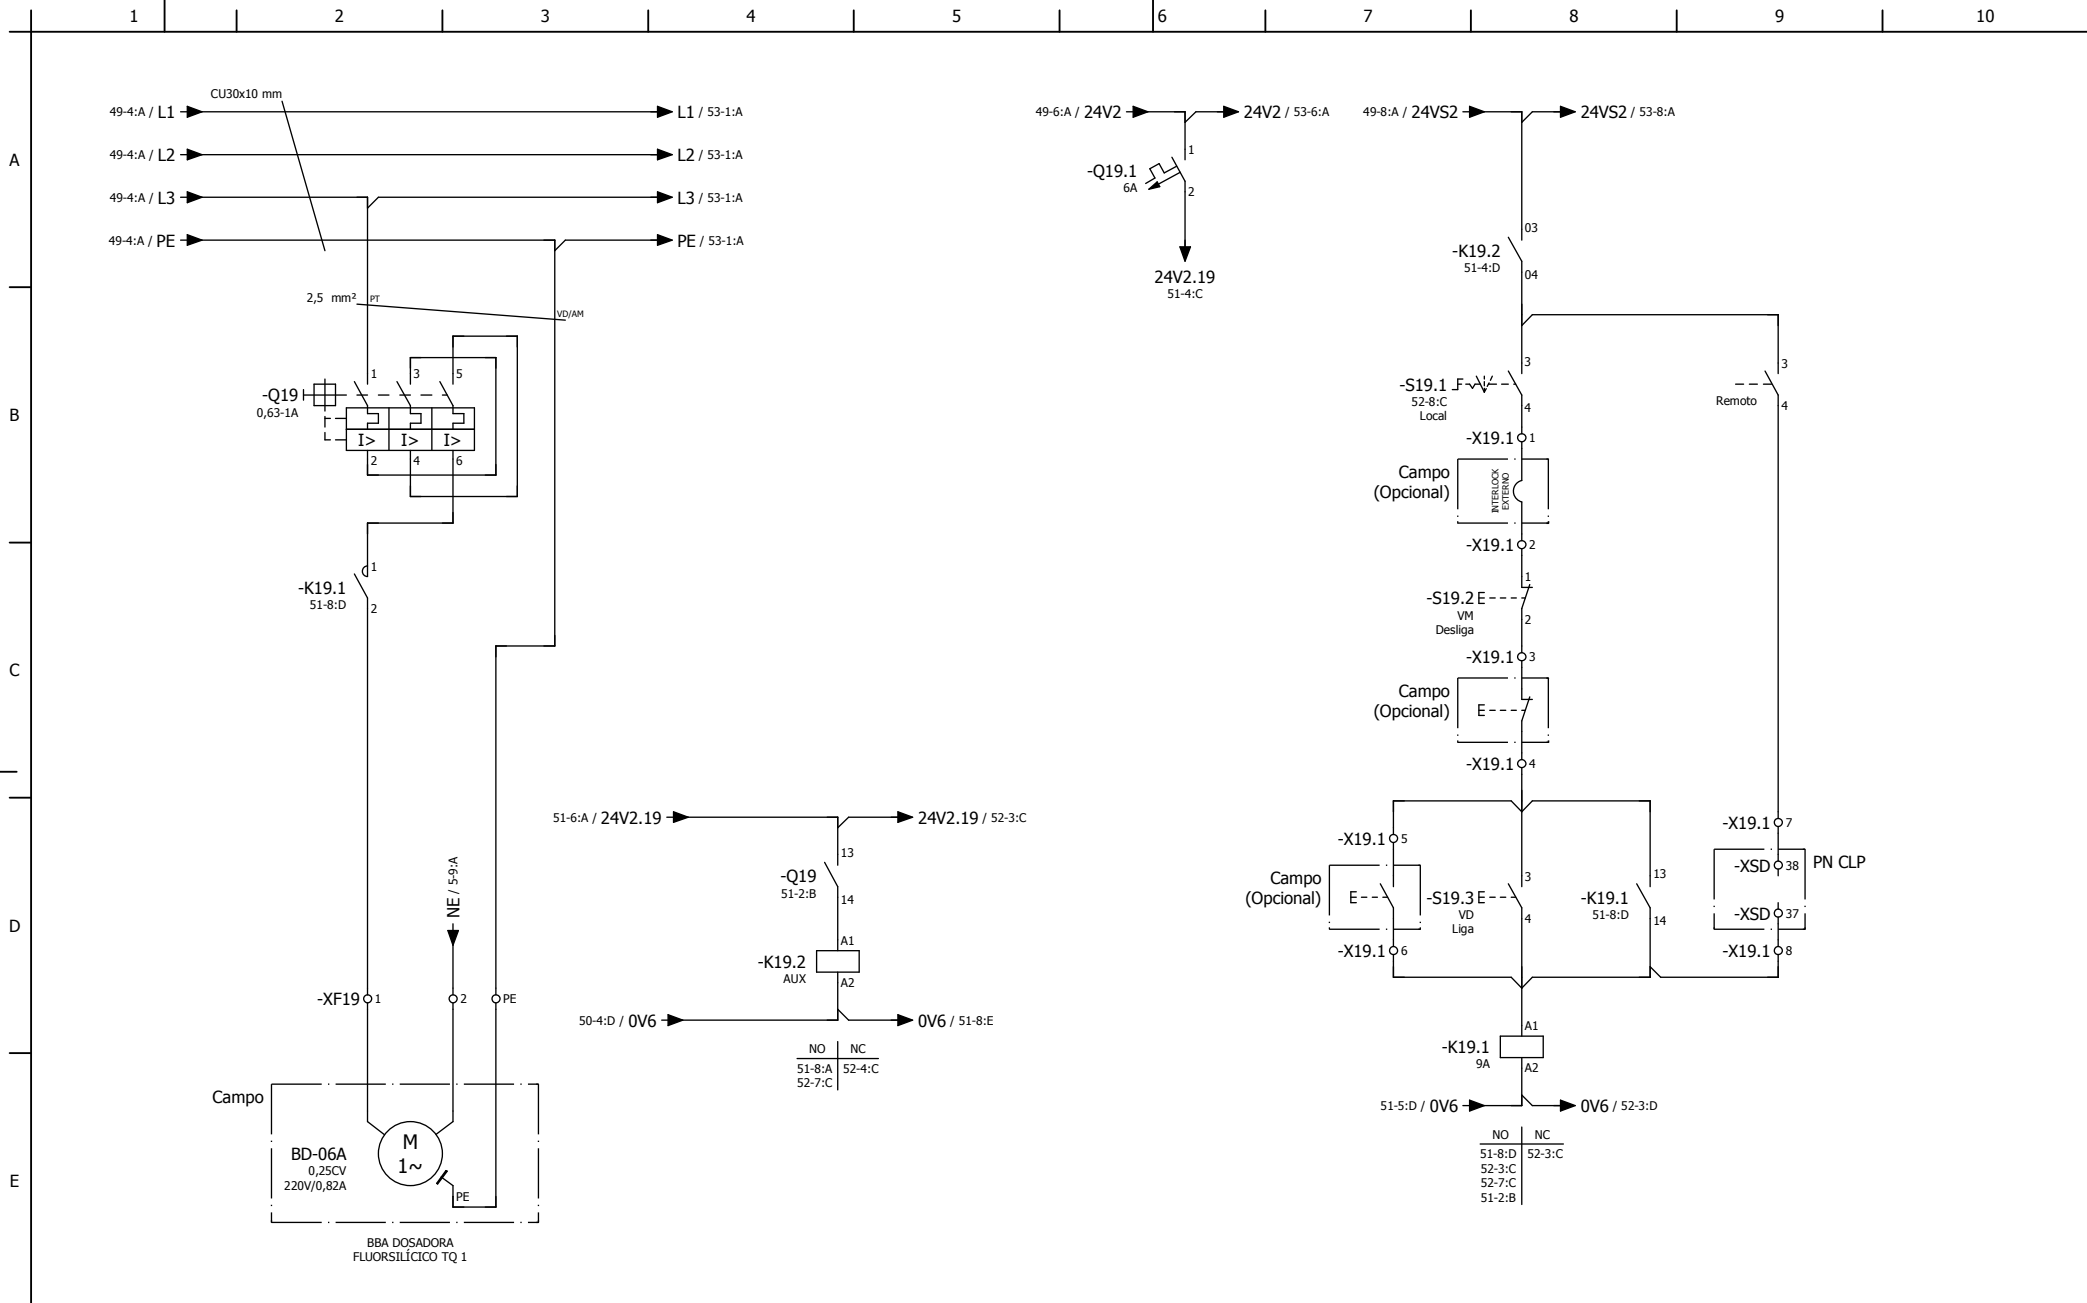 1 2 3 4 5 6 7 8 9 10
A
B
C
D
E
CU30x10 mm
49-4:A / L1
L1 / 53-1:A
49-4:A / L2
L2 / 53-1:A
49-4:A / L3
L3 / 53-1:A
49-4:A / PE
PE / 53-1:A
2,5 mm²
PT
VD/AM
-Q19
0,63-1A
1 3 5
I> I> I>
2 4 6
-K19.1
51-8:D
1
2
NE / 5-9:A
-XF19 1
2
PE
Campo
BD-06A
0,25CV
220V/0,82A
M
1~
PE
BBA DOSADORA
FLUORSILÍCICO TQ 1
51-6:A / 24V2.19
24V2.19 / 52-3:C
-Q19
51-2:B
13
14
-K19.2
AUX
A1
A2
50-4:D / 0V6
0V6 / 51-8:E
NO NC
51-8:A 52-4:C
52-7:C
49-6:A / 24V2
24V2 / 53-6:A
-Q19.1
6A
1
2
24V2.19
51-4:C
49-8:A / 24VS2
24VS2 / 53-8:A
-K19.2
51-4:D
03
04
-S19.1
52-8:C
Local
3
4
Remoto
3
4
-X19.1 1
Campo
(Opcional)
INTERLOCK
EXTERNO
-X19.1 2
-S19.2 E
VM
Desliga
1
2
-X19.1 3
Campo
(Opcional)
E
-X19.1 4
-X19.1 5
Campo
(Opcional)
E
-X19.1 6
-S19.3 E
VD
Liga
3
4
-K19.1
51-8:D
13
14
-X19.1 7
-XSD 38
PN CLP
-XSD 37
-X19.1 8
-K19.1
9A
A1
A2
51-5:D / 0V6
0V6 / 52-3:D
NO NC
51-8:D 52-3:C
52-3:C
52-7:C
51-2:B